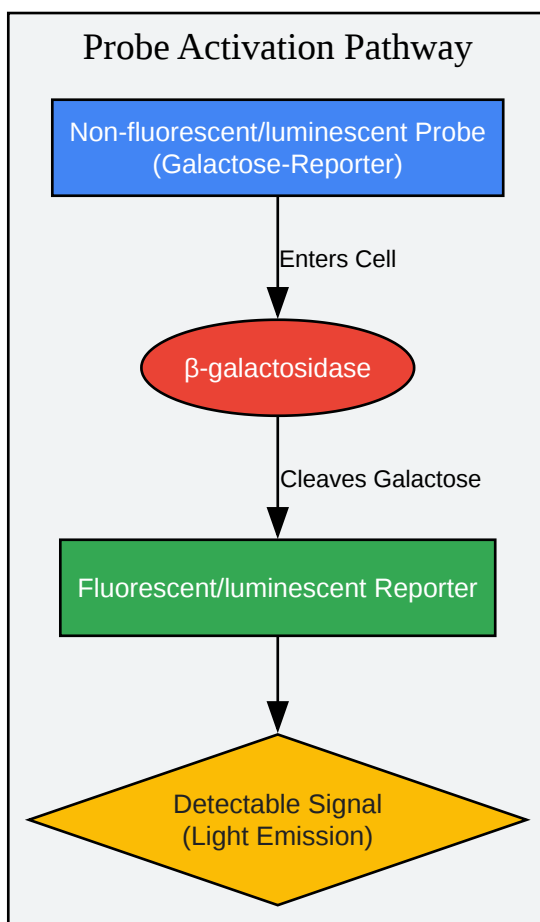 Probe Activation Pathway
Non-fluorescent/luminescent Probe
(Galactose-Reporter)
Enters Cell
β-galactosidase
Cleaves Galactose
Fluorescent/luminescent Reporter
Detectable Signal
(Light Emission)